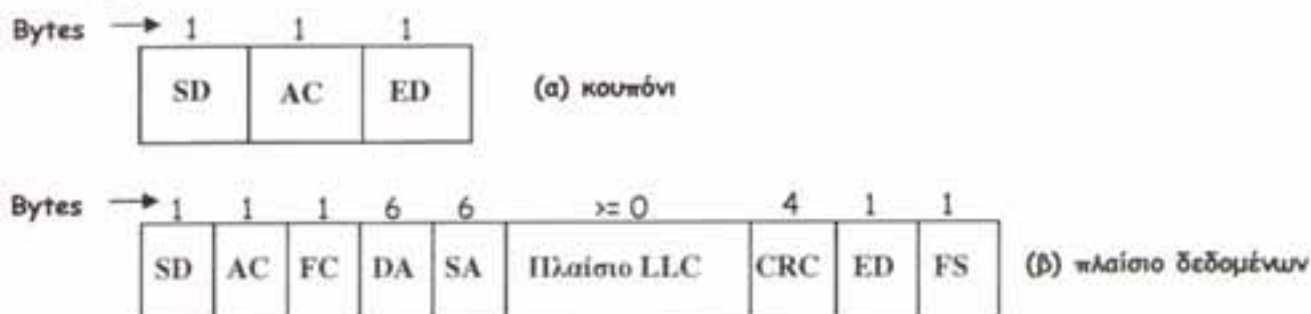 Bytes → 1 1 1
SD AC ED (α) κουπόνι
Bytes → 1 1 1 6 6 >= 0 4 1 1
SD AC FC DA SA Πλαίσιο LLC CRC ED FS (β) πλαίσιο δεδομένων